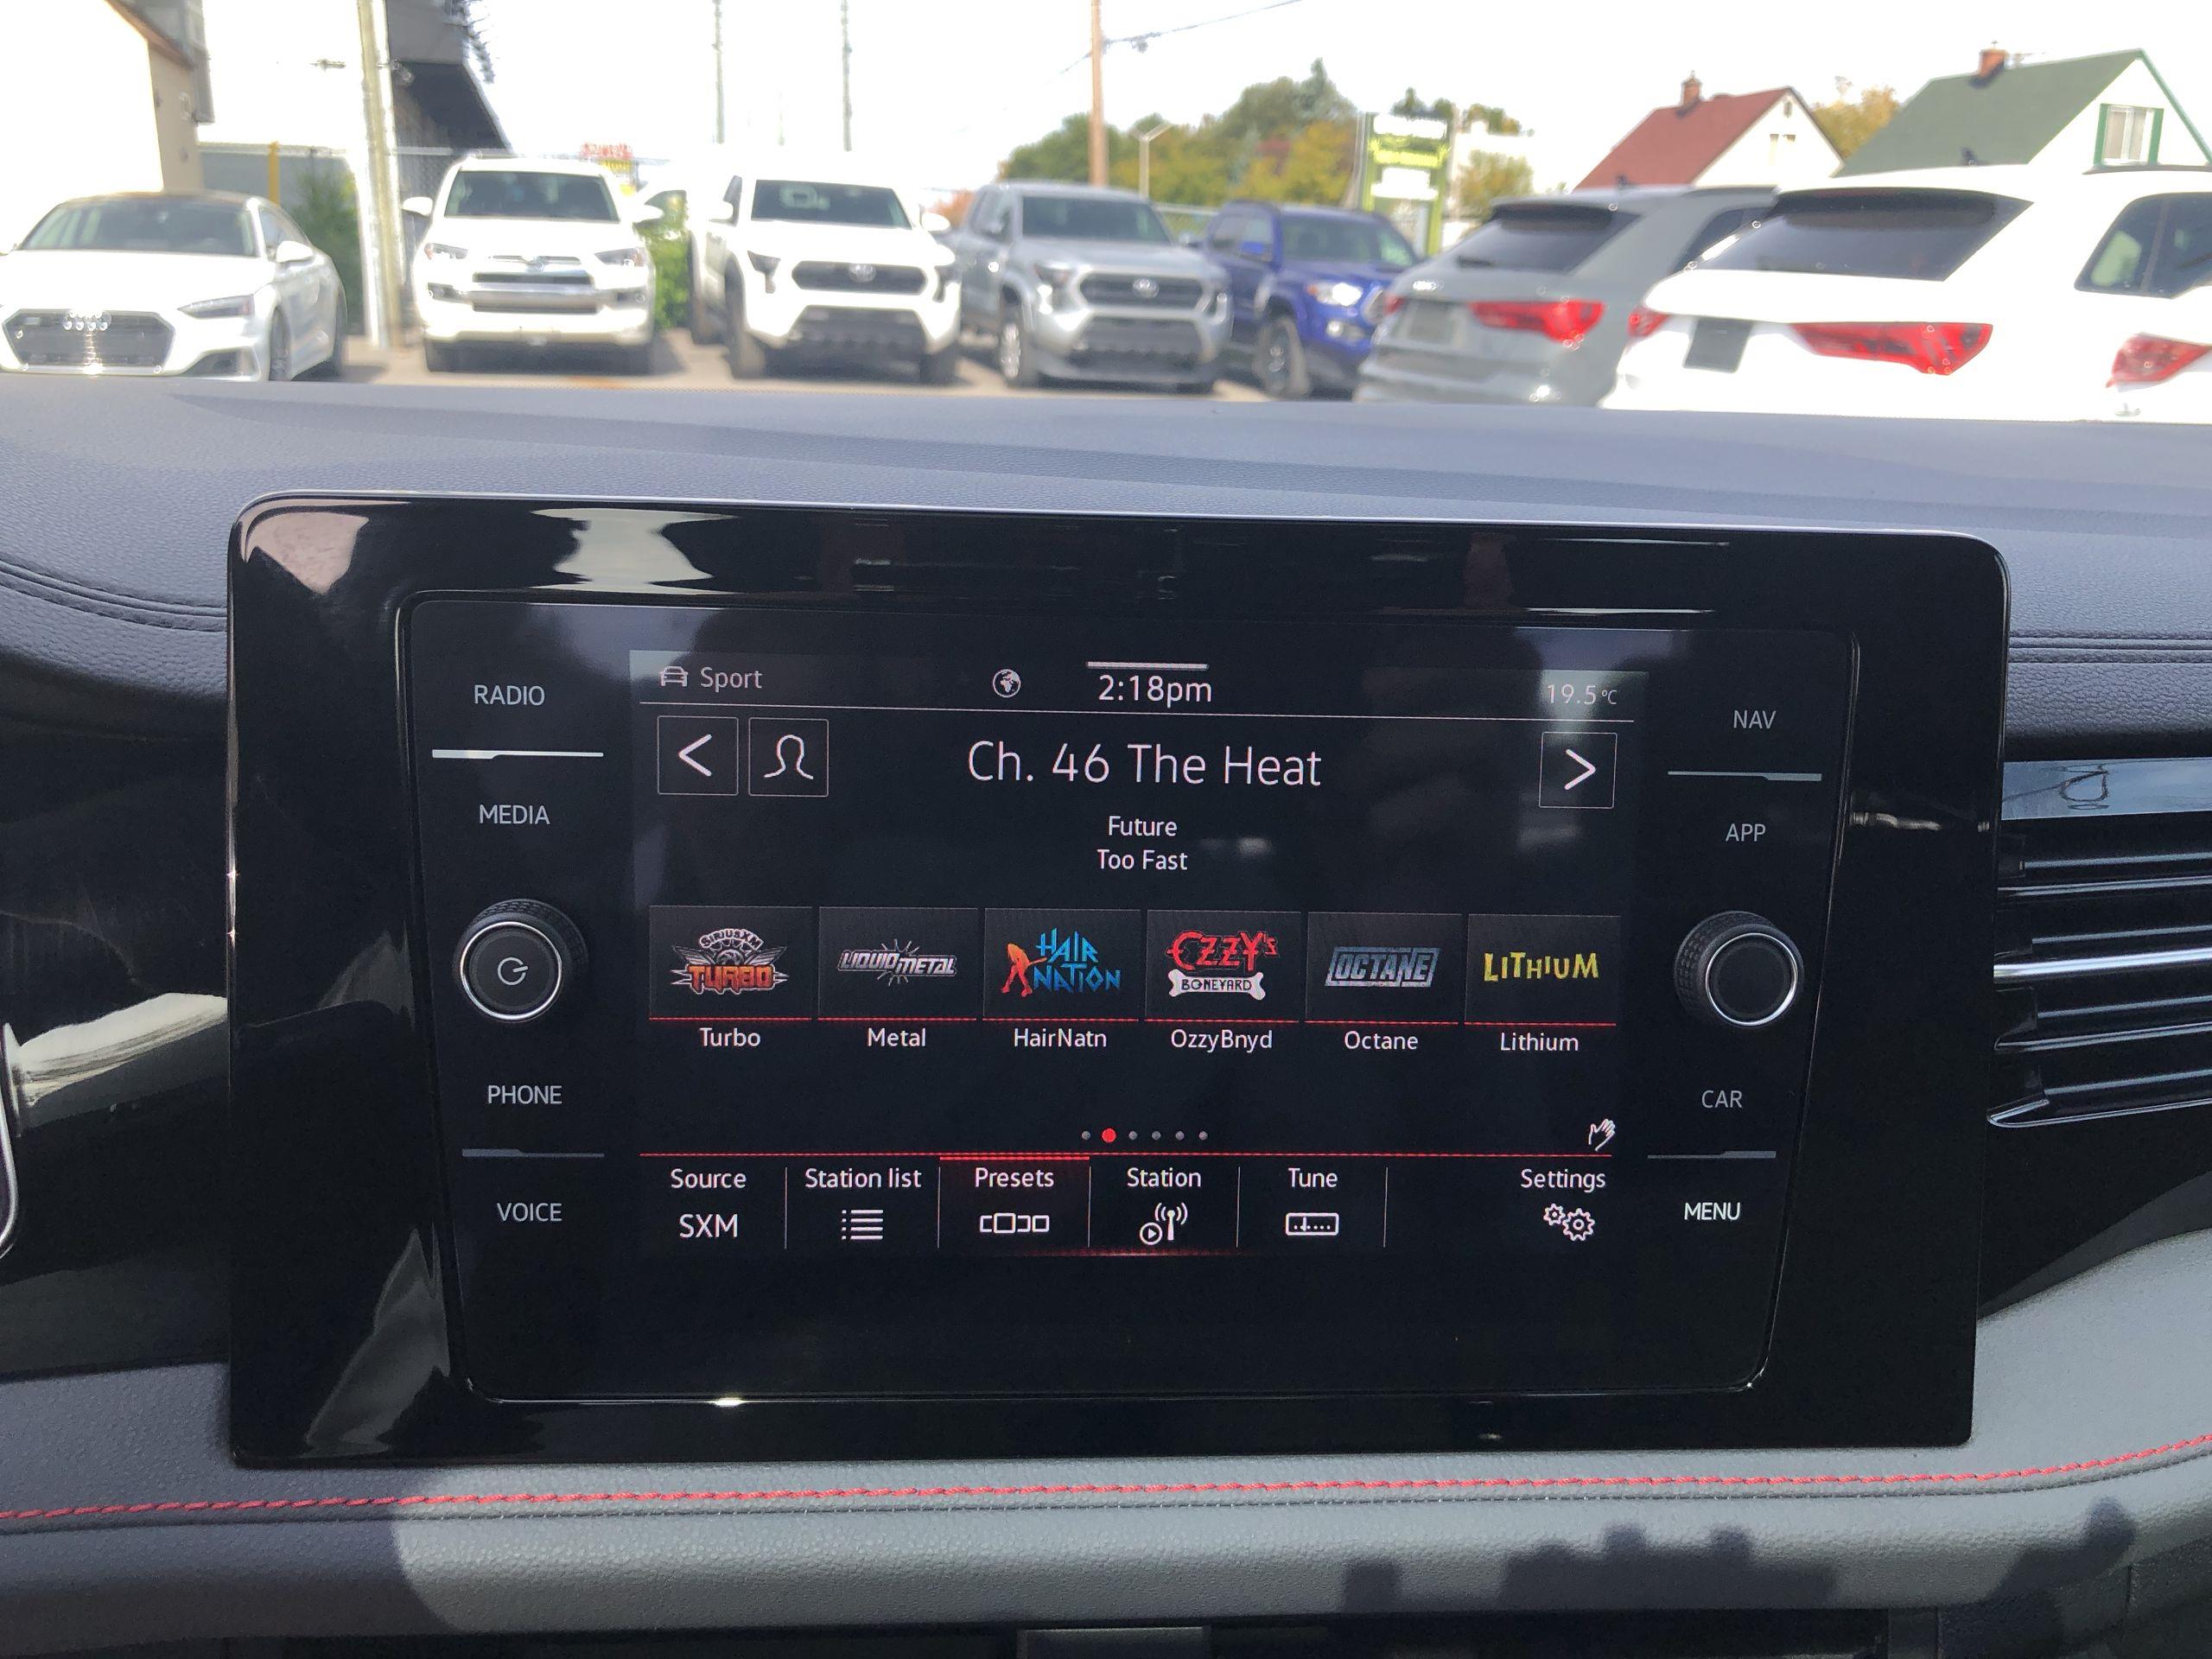 RADIO
MEDIA
PHONE
VOICE
Sport
2:18pm
19.5°C
Ch. 46 The Heat
Future
Too Fast
SIRIUSXM
TURBO
LIQUID METAL
HAIR
NATION
OZZY's
BONEYARD
OCTANE
LITHIUM
Turbo
Metal
HairNatn
OzzyBnyd
Octane
Lithium
Source
SXM
Station list
Presets
Station
Tune
Settings
NAV
APP
CAR
MENU